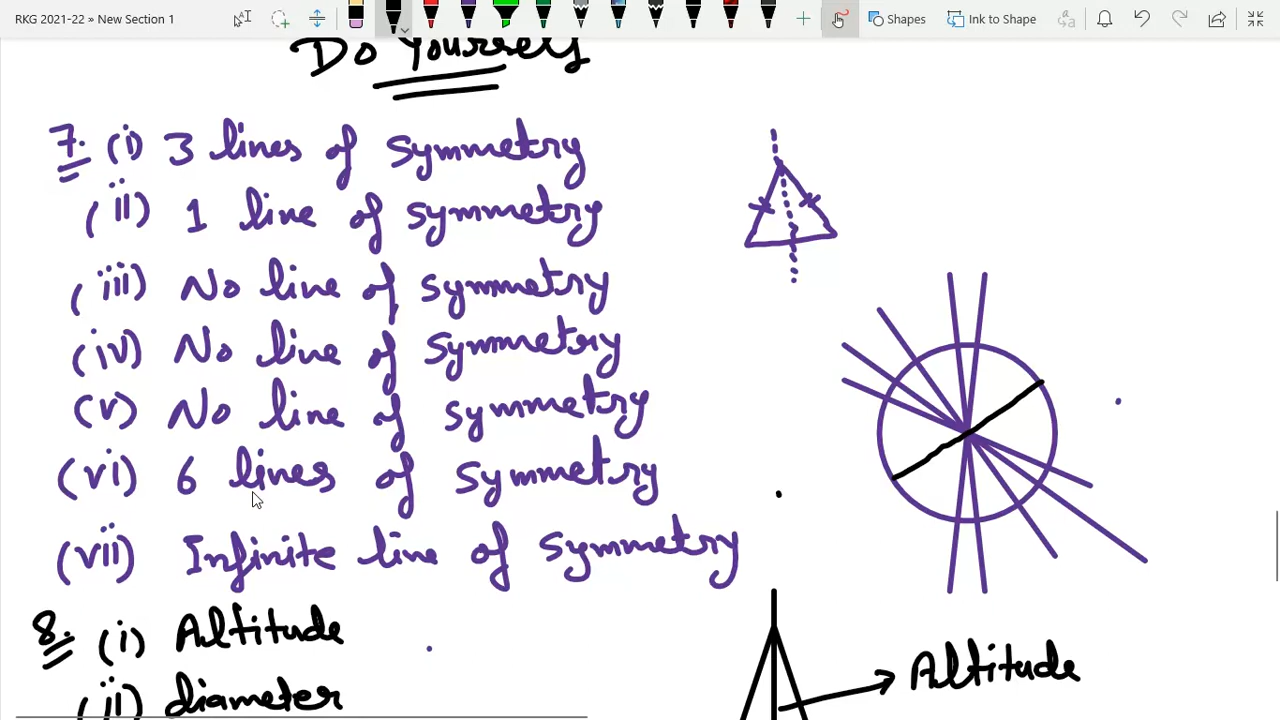 RKG 2021-22 » New Section 1
Shapes
Ink to Shape
Do Yourself
7. (i) 3 lines of symmetry
(ii) 1 line of symmetry
(iii) No line of symmetry
(iv) No line of symmetry
(v) No line of symmetry
(vi) 6 lines of symmetry
(vii) Infinite line of symmetry
8. (i) Altitude
Altitude
(ii) diameter